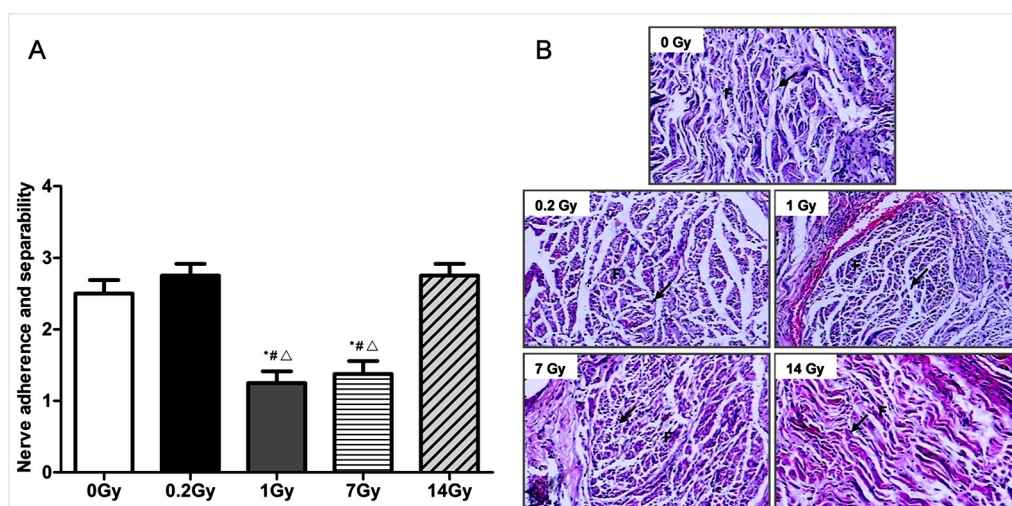 A
Nerve adherence and separability
4
3
2
1
0
*# △
*# △
0Gy
0.2Gy
1Gy
7Gy
14Gy
B
0 Gy
F
0.2 Gy
F
1 Gy
F
7 Gy
F
14 Gy
F